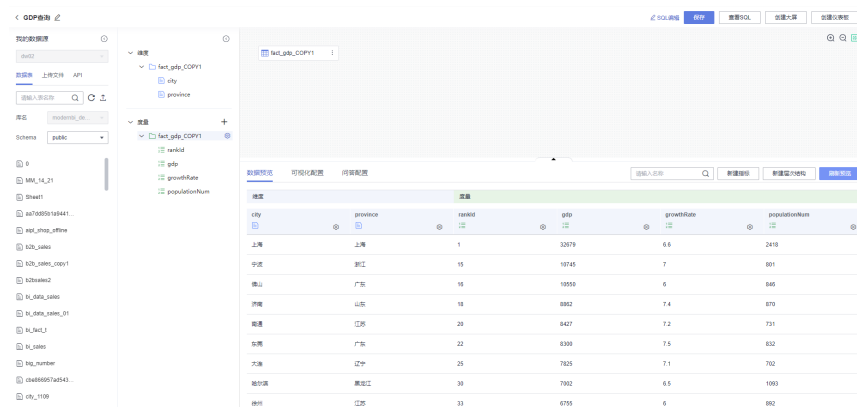 GDP查询
SQL编辑
保存
查看SQL
创建大屏
创建仪表板
我的数据源
dws02
数据表 上传文件 API
请输入表名称
库名
modernbi_de...
Schema
public
0
MM_14_21
Sheet1
aa7dd85b1a9441...
aipl_shop_offline
b2b_sales
b2b_sales_copy1
b2bsales2
bi_data_sales
bi_data_sales_01
bi_fact_t
bi_sales
big_number
cbe866957ad543...
city_1109
维度
fact_gdp_COPY1
city
province
度量
fact_gdp_COPY1
rankid
gdp
growthRate
populationNum
fact_gdp_COPY1
数据预览 可视化配置 问答配置
请输入名称
新建指标
新建层次结构
刷新预览
维度 度量
city province rankid gdp growthRate populationNum
上海 上海 1 32679 6.6 2418
宁波 浙江 15 10745 7 801
佛山 广东 16 10550 6 846
济南 山东 18 8862 7.4 870
南通 江苏 20 8427 7.2 731
东莞 广东 22 8300 7.5 832
大连 辽宁 25 7825 7.1 702
哈尔滨 黑龙江 30 7002 6.5 1093
徐州 江苏 33 6755 6 892